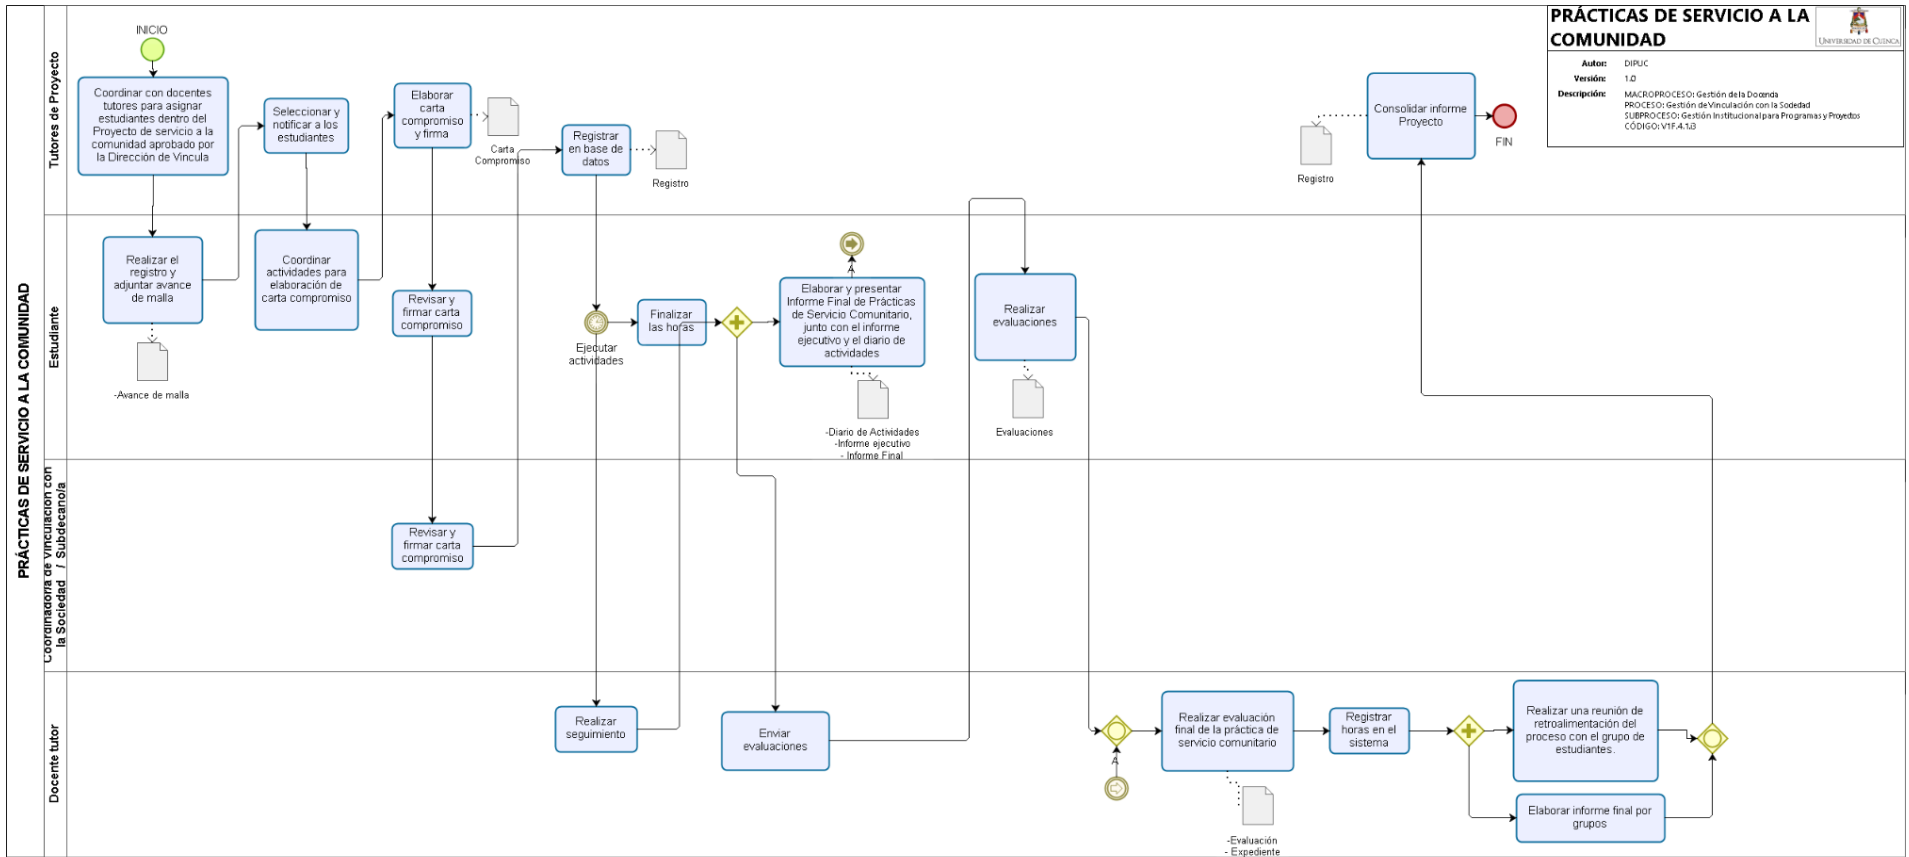 PRÁCTICAS DE SERVICIO A LA COMUNIDAD
PRÁCTICAS DE SERVICIO A LA
COMUNIDAD
UNIVERSIDAD DE CUENCA
Autor: DIPUC
Versión: 1.0
Descripción: MACROPROCESO: Gestión de la Docencia
PROCESO: Gestión de Vinculación con la Sociedad
SUBPROCESO: Gestión Institucional para Programas y Proyectos
CÓDIGO: V1F.4.1.3
Tutores de Proyecto
INICIO
Coordinar con docentes
tutores para asignar
estudiantes dentro del
Proyecto de servicio a la
comunidad aprobado por
la Dirección de Vincula
Seleccionar y
notificar a los
estudiantes
Elaborar
carta
compromiso
y firma
Carta
Compromiso
Registrar
en base de
datos
Registro
Consolidar informe
Proyecto
Registro
FIN
Estudiante
Realizar el
registro y
adjuntar avance
de malla
-Avance de malla
Coordinar
actividades para
elaboración de
carta compromiso
Revisar y
firmar carta
compromiso
Ejecutar
actividades
Finalizar
las horas
A
Elaborar y presentar
Informe Final de Prácticas
de Servicio Comunitario,
junto con el informe
ejecutivo y el diario de
actividades
-Diario de Actividades
-Informe ejecutivo
- Informe Final
Realizar
evaluaciones
Evaluaciones
Coordinador/a de Vinculación con
la Sociedad / Subdecano/a
Revisar y
firmar carta
compromiso
Docente tutor
Realizar
seguimiento
Enviar
evaluaciones
A
Realizar evaluación
final de la práctica de
servicio comunitario
-Evaluación
- Expediente
Registrar
horas en el
sistema
Realizar una reunión de
retroalimentación del
proceso con el grupo de
estudiantes.
Elaborar informe final por
grupos